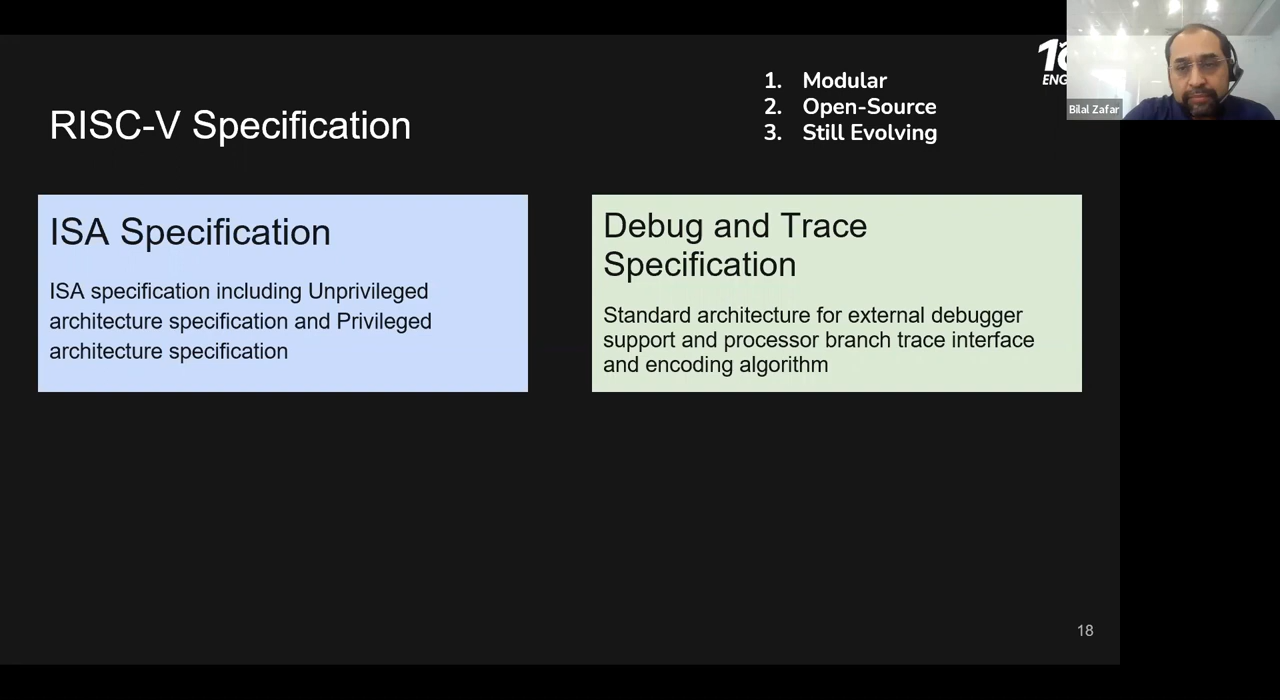 RISC-V Specification
1. Modular
2. Open-Source
3. Still Evolving
ENG
Bilal Zafar
ISA Specification
ISA specification including Unprivileged
architecture specification and Privileged
architecture specification
Debug and Trace
Specification
Standard architecture for external debugger
support and processor branch trace interface
and encoding algorithm
18